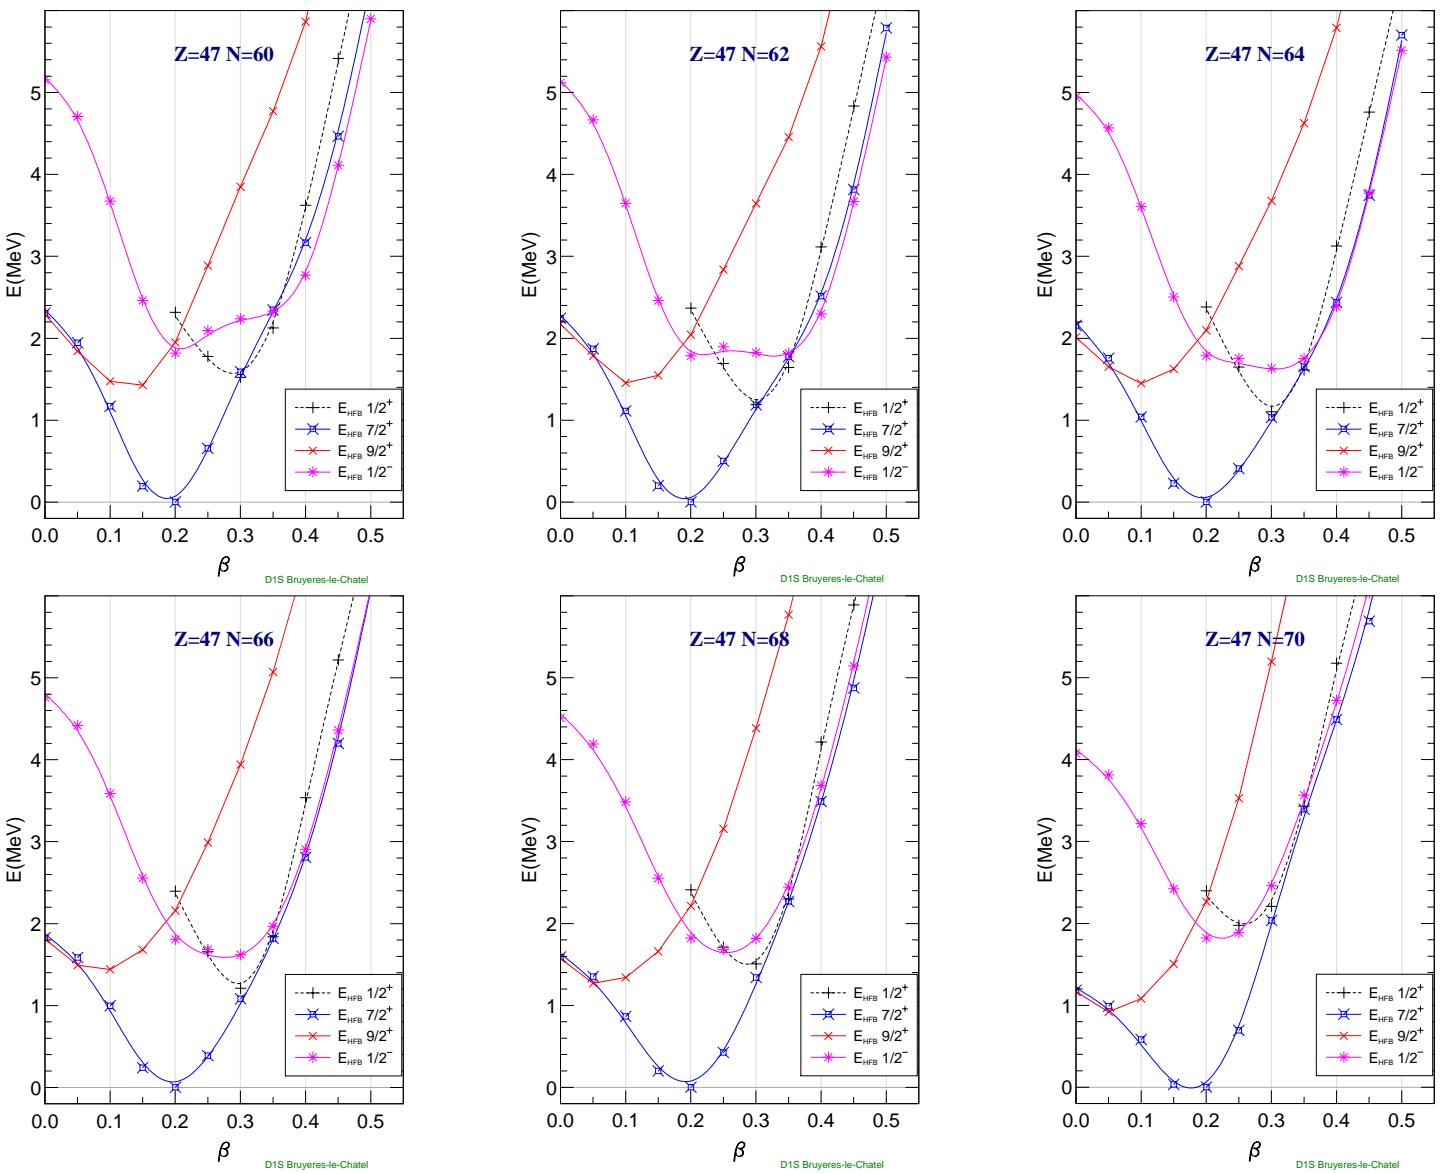 Z=47 N=60
E(MeV)
5
4
3
2
1
0
E_HFB 1/2+
E_HFB 7/2+
E_HFB 9/2+
E_HFB 1/2−
0.0 0.1 0.2 0.3 0.4 0.5
β
D1S Bruyeres-le-Chatel
Z=47 N=62
E(MeV)
5
4
3
2
1
0
E_HFB 1/2+
E_HFB 7/2+
E_HFB 9/2+
E_HFB 1/2−
0.0 0.1 0.2 0.3 0.4 0.5
β
D1S Bruyeres-le-Chatel
Z=47 N=64
E(MeV)
5
4
3
2
1
0
E_HFB 1/2+
E_HFB 7/2+
E_HFB 9/2+
E_HFB 1/2−
0.0 0.1 0.2 0.3 0.4 0.5
β
D1S Bruyeres-le-Chatel
Z=47 N=66
E(MeV)
5
4
3
2
1
0
E_HFB 1/2+
E_HFB 7/2+
E_HFB 9/2+
E_HFB 1/2−
0.0 0.1 0.2 0.3 0.4 0.5
β
D1S Bruyeres-le-Chatel
Z=47 N=68
E(MeV)
5
4
3
2
1
0
E_HFB 1/2+
E_HFB 7/2+
E_HFB 9/2+
E_HFB 1/2−
0.0 0.1 0.2 0.3 0.4 0.5
β
D1S Bruyeres-le-Chatel
Z=47 N=70
E(MeV)
5
4
3
2
1
0
E_HFB 1/2+
E_HFB 7/2+
E_HFB 9/2+
E_HFB 1/2−
0.0 0.1 0.2 0.3 0.4 0.5
β
D1S Bruyeres-le-Chatel